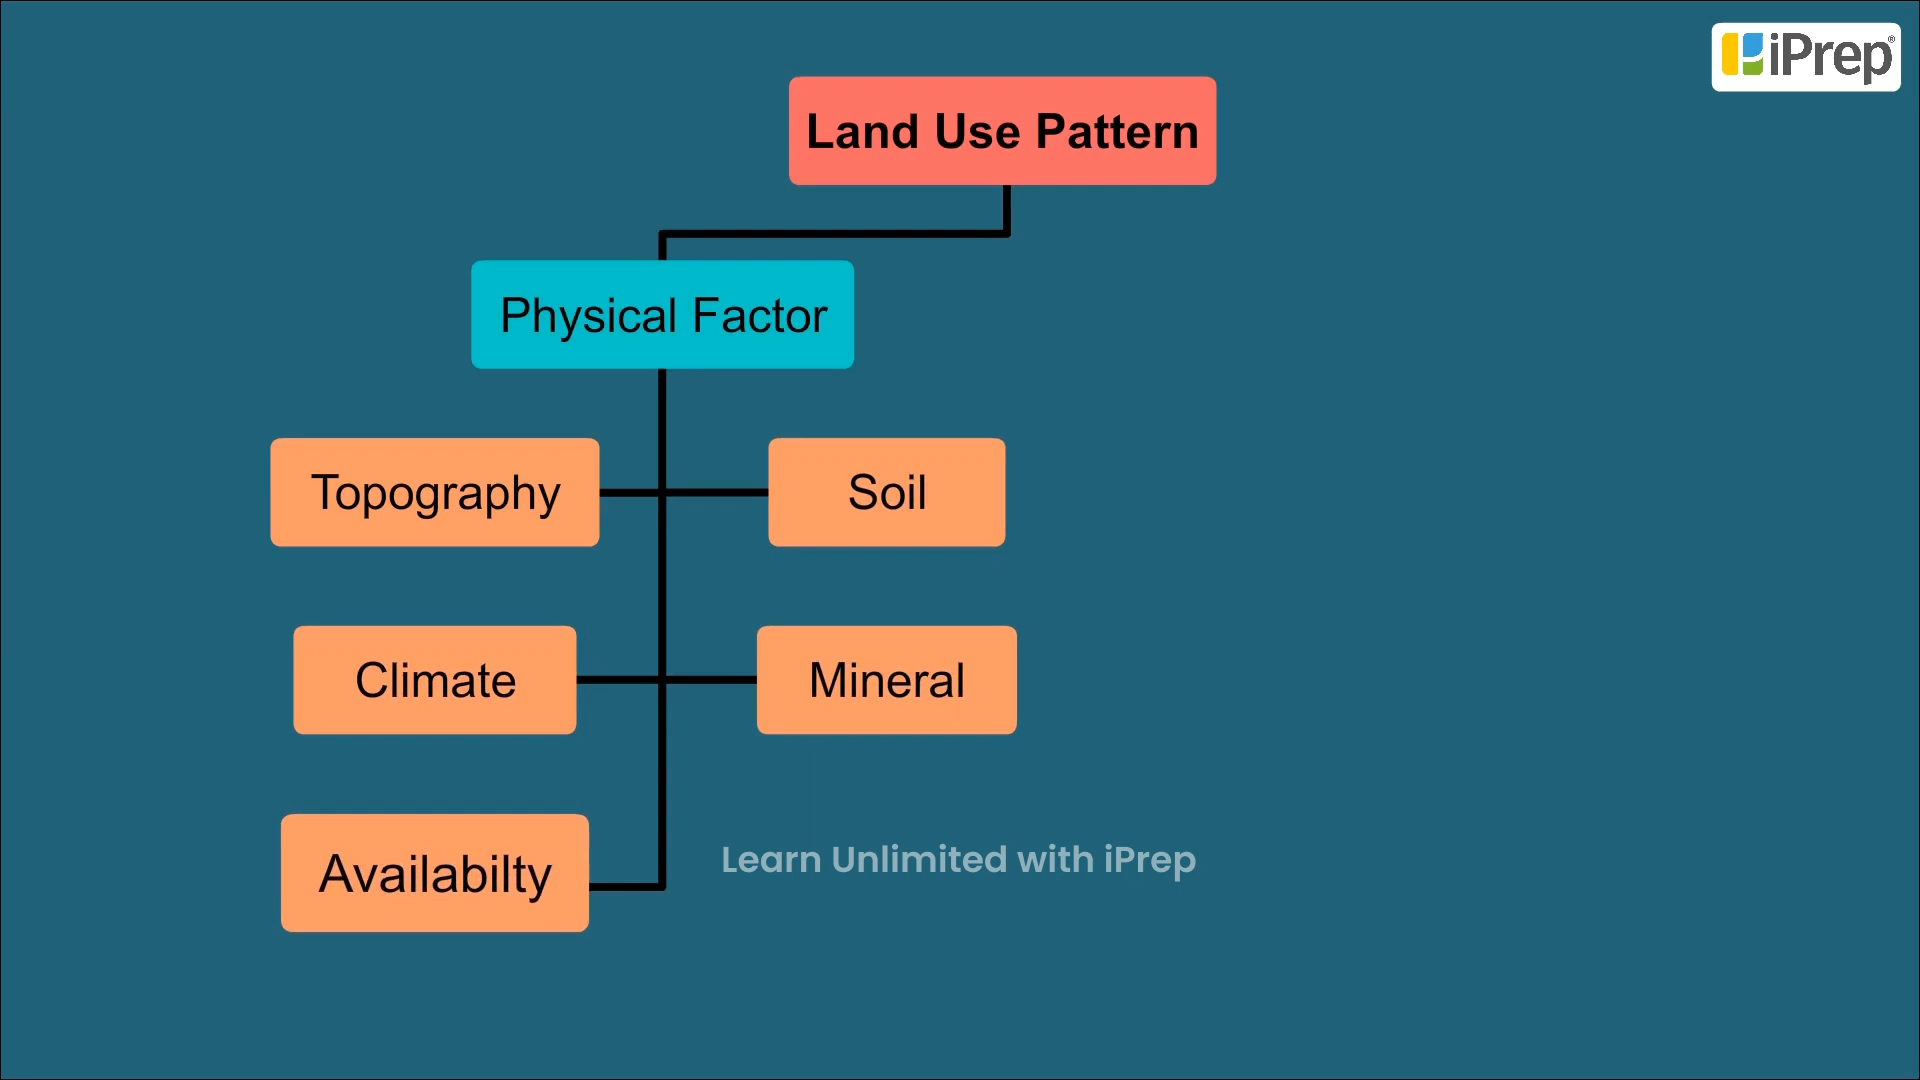 iPrep®
Land Use Pattern
Physical Factor
Topography
Soil
Climate
Mineral
Availabilty
Learn Unlimited with iPrep